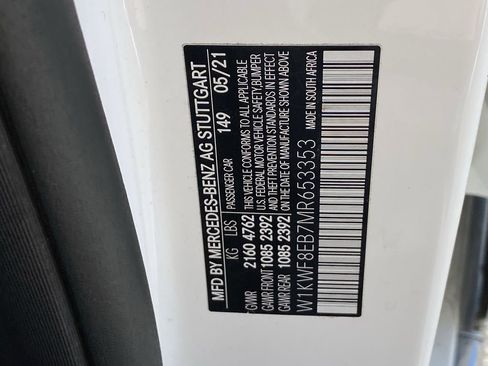 MFD BY MERCEDES-BENZ AG STUTTGART
PASSENGER CAR 149 05/21
KG LBS
GVWR 2160 4762
GAWR FRONT 1085 2392
GAWR REAR 1085 2392
THIS VEHICLE CONFORMS TO ALL APPLICABLE
U.S. FEDERAL MOTOR VEHICLE SAFETY, BUMPER
AND THEFT PREVENTION STANDARDS IN EFFECT
ON THE DATE OF MANUFACTURE SHOWN ABOVE
MADE IN SOUTH AFRICA
W1KWF8EB7MR653353